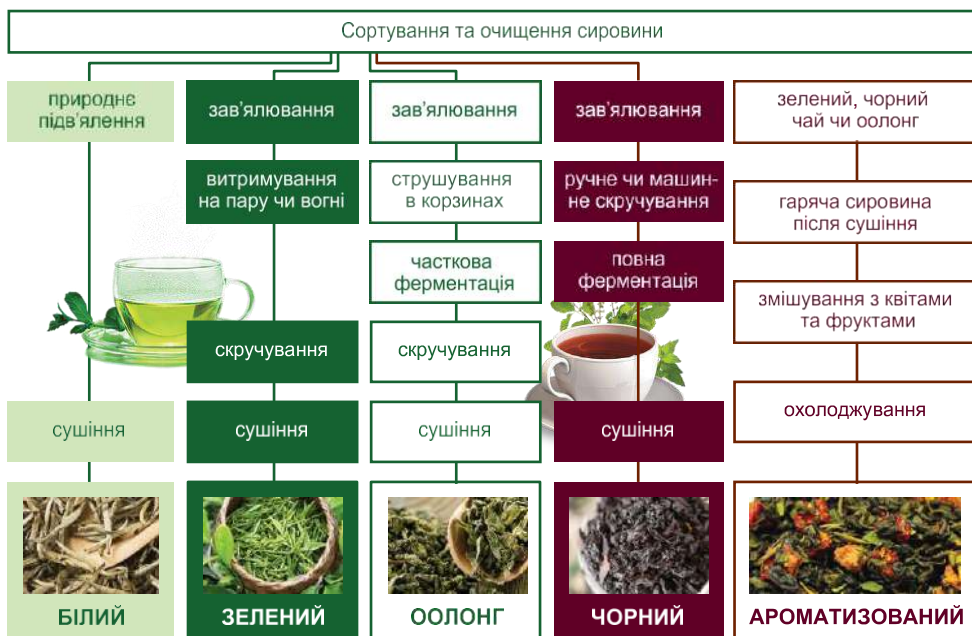 Сортування та очищення сировини
природнє
підв'ялення
сушіння
БІЛИЙ
зав'ялювання
витримування
на пару чи вогні
скручування
сушіння
ЗЕЛЕНИЙ
зав'ялювання
струшування
в корзинах
часткова
ферментація
скручування
сушіння
ООЛОНГ
зав'ялювання
ручне чи машин-
не скручування
повна
ферментація
сушіння
ЧОРНИЙ
зелений, чорний
чай чи оолонг
гаряча сировина
після сушіння
змішування з квітами
та фруктами
охолоджування
АРОМАТИЗОВАНИЙ